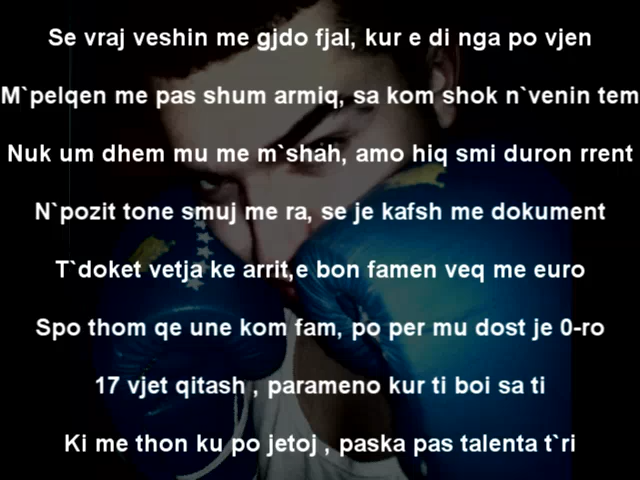 Se vraj veshin me gjdo fjal, kur e di nga po vjen
M`pelqen me pas shum armiq, sa kom shok n`venin tem
Nuk um dhem mu me m`shah, amo hiq smi duron rrent
N`pozit tone smuj me ra, se je kafsh me dokument
T`doket vetja ke arrit,e bon famen veq me euro
Spo thom qe une kom fam, po per mu dost je 0-ro
17 vjet qitash , parameno kur ti boi sa ti
Ki me thon ku po jetoj , paska pas talenta t`ri